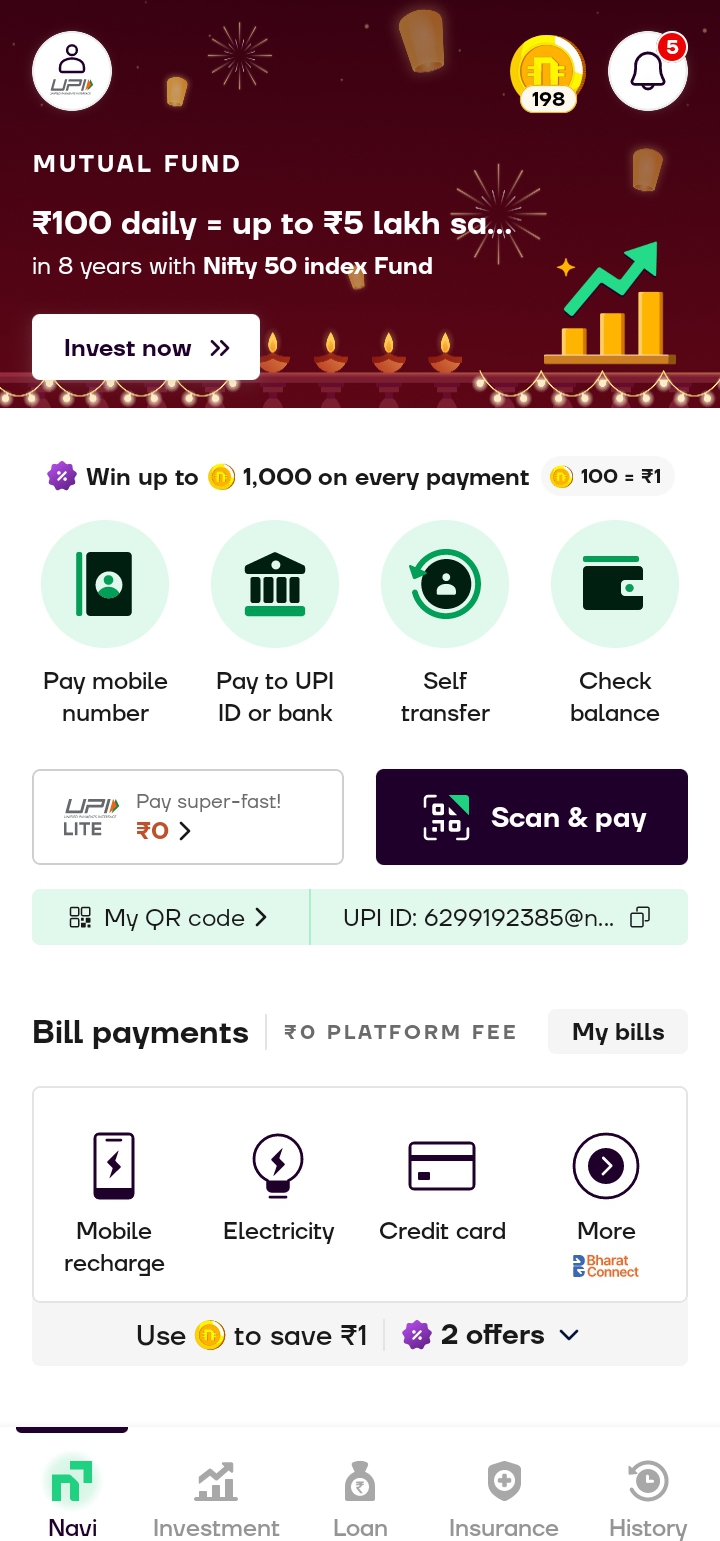 UPI
198
5
MUTUAL FUND
₹100 daily = up to ₹5 lakh sa...
in 8 years with Nifty 50 index Fund
Invest now
Win up to 1,000 on every payment 100 = ₹1
Pay mobile number
Pay to UPI ID or bank
Self transfer
Check balance
UPI LITE
Pay super-fast!
₹0
Scan & pay
My QR code
UPI ID: 6299192385@n...
Bill payments
₹0 PLATFORM FEE
My bills
Mobile recharge
Electricity
Credit card
More
Bharat Connect
Use to save ₹1
2 offers
Navi
Investment
Loan
Insurance
History